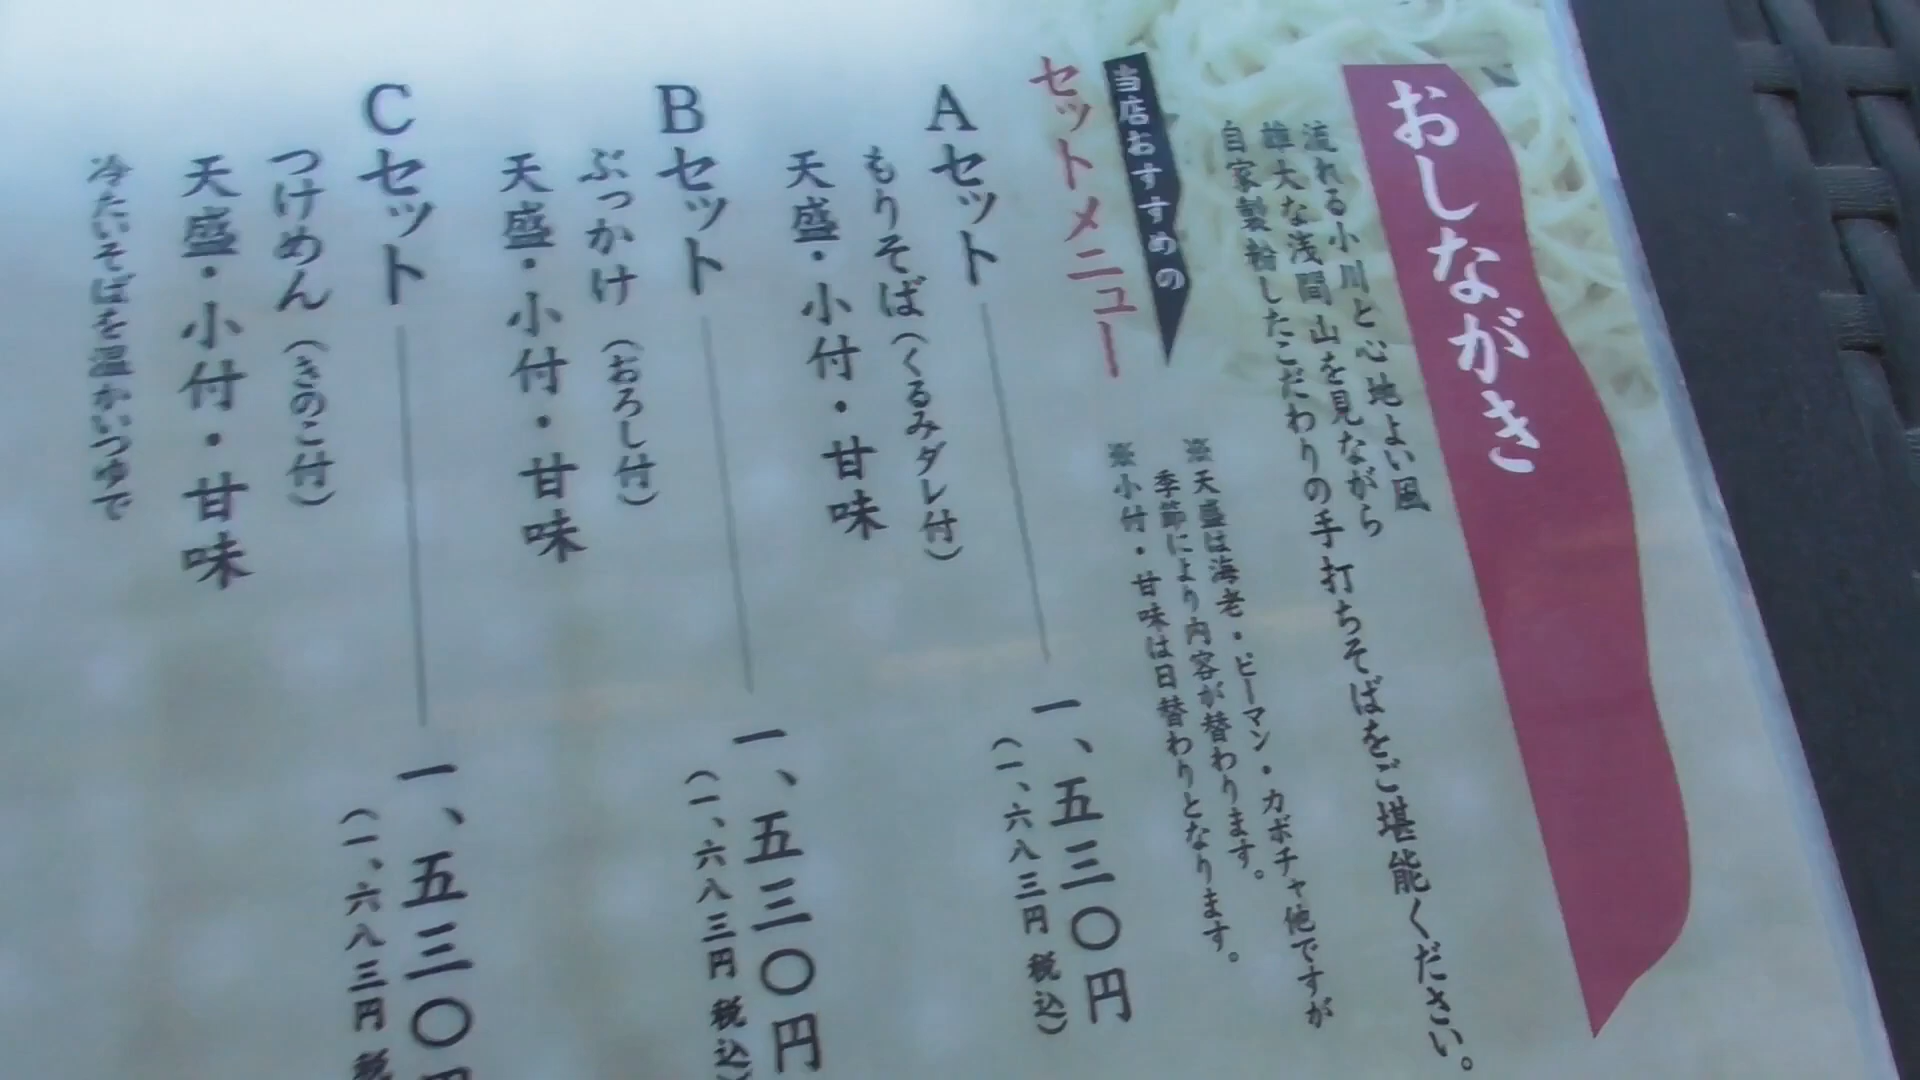 おしながき
流れる小川と心地よい風
雄大な浅間山を見ながら
自家製粉したこだわりの手打ちそばをご堪能ください。
当店おすすめの
セットメニュー
※天盛は海老・ピーマン・カボチャ他ですが
季節により内容が替わります。
※小付・甘味は日替わりとなります。
Aセット 一、五三〇円
(一、六八三円 税込)
もりそば(くるみダレ付)
天盛・小付・甘味
Bセット 一、五三〇円
(一、六八三円 税込)
ぶっかけ(おろし付)
天盛・小付・甘味
Cセット 一、五三〇円
(一、六八三円 税
つけめん(きのこ付)
天盛・小付・甘味
冷たいそばを温かいつゆで